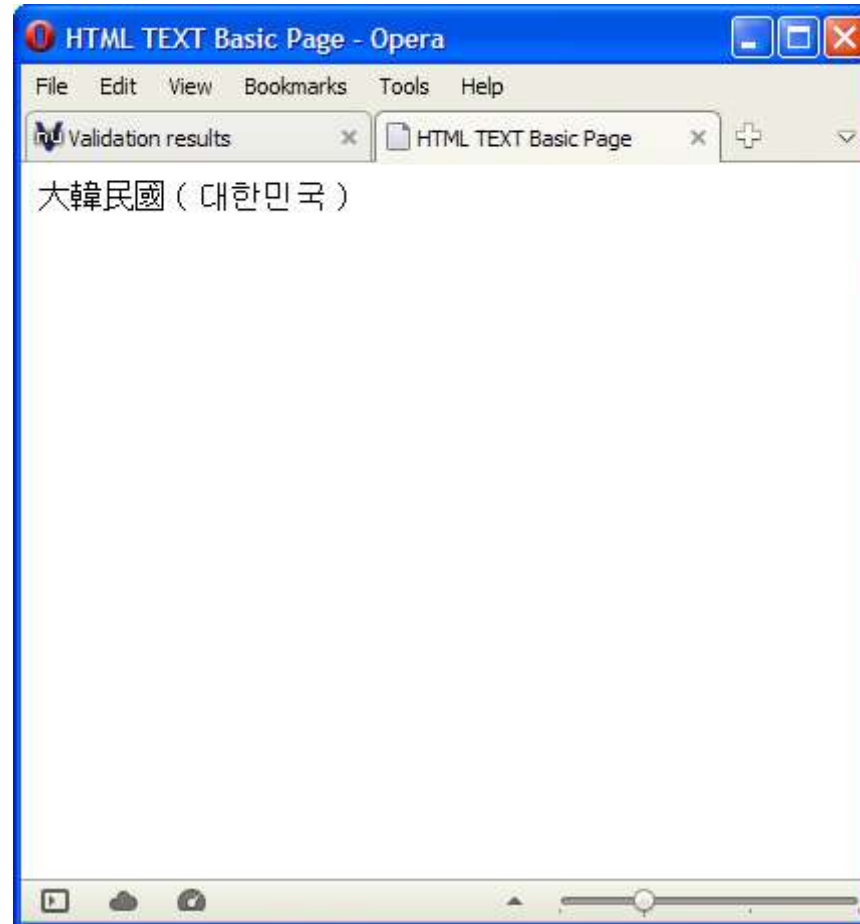 HTML TEXT Basic Page - Opera
File Edit View Bookmarks Tools Help
Validation results HTML TEXT Basic Page
大韓民國 ( 대한민국 )